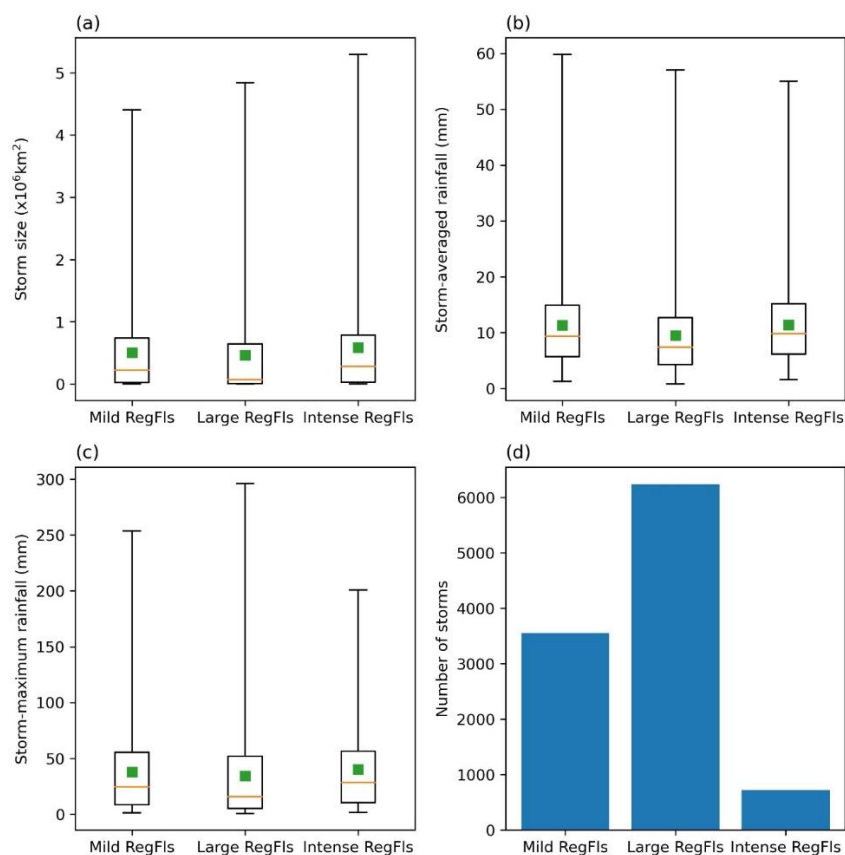 (a)
Storm size (x10⁶km²)
5
4
3
2
1
0
Mild RegFls
Large RegFls
Intense RegFls
(b)
Storm-averaged rainfall (mm)
60
50
40
30
20
10
0
Mild RegFls
Large RegFls
Intense RegFls
(c)
Storm-maximum rainfall (mm)
300
250
200
150
100
50
0
Mild RegFls
Large RegFls
Intense RegFls
(d)
Number of storms
6000
5000
4000
3000
2000
1000
0
Mild RegFls
Large RegFls
Intense RegFls